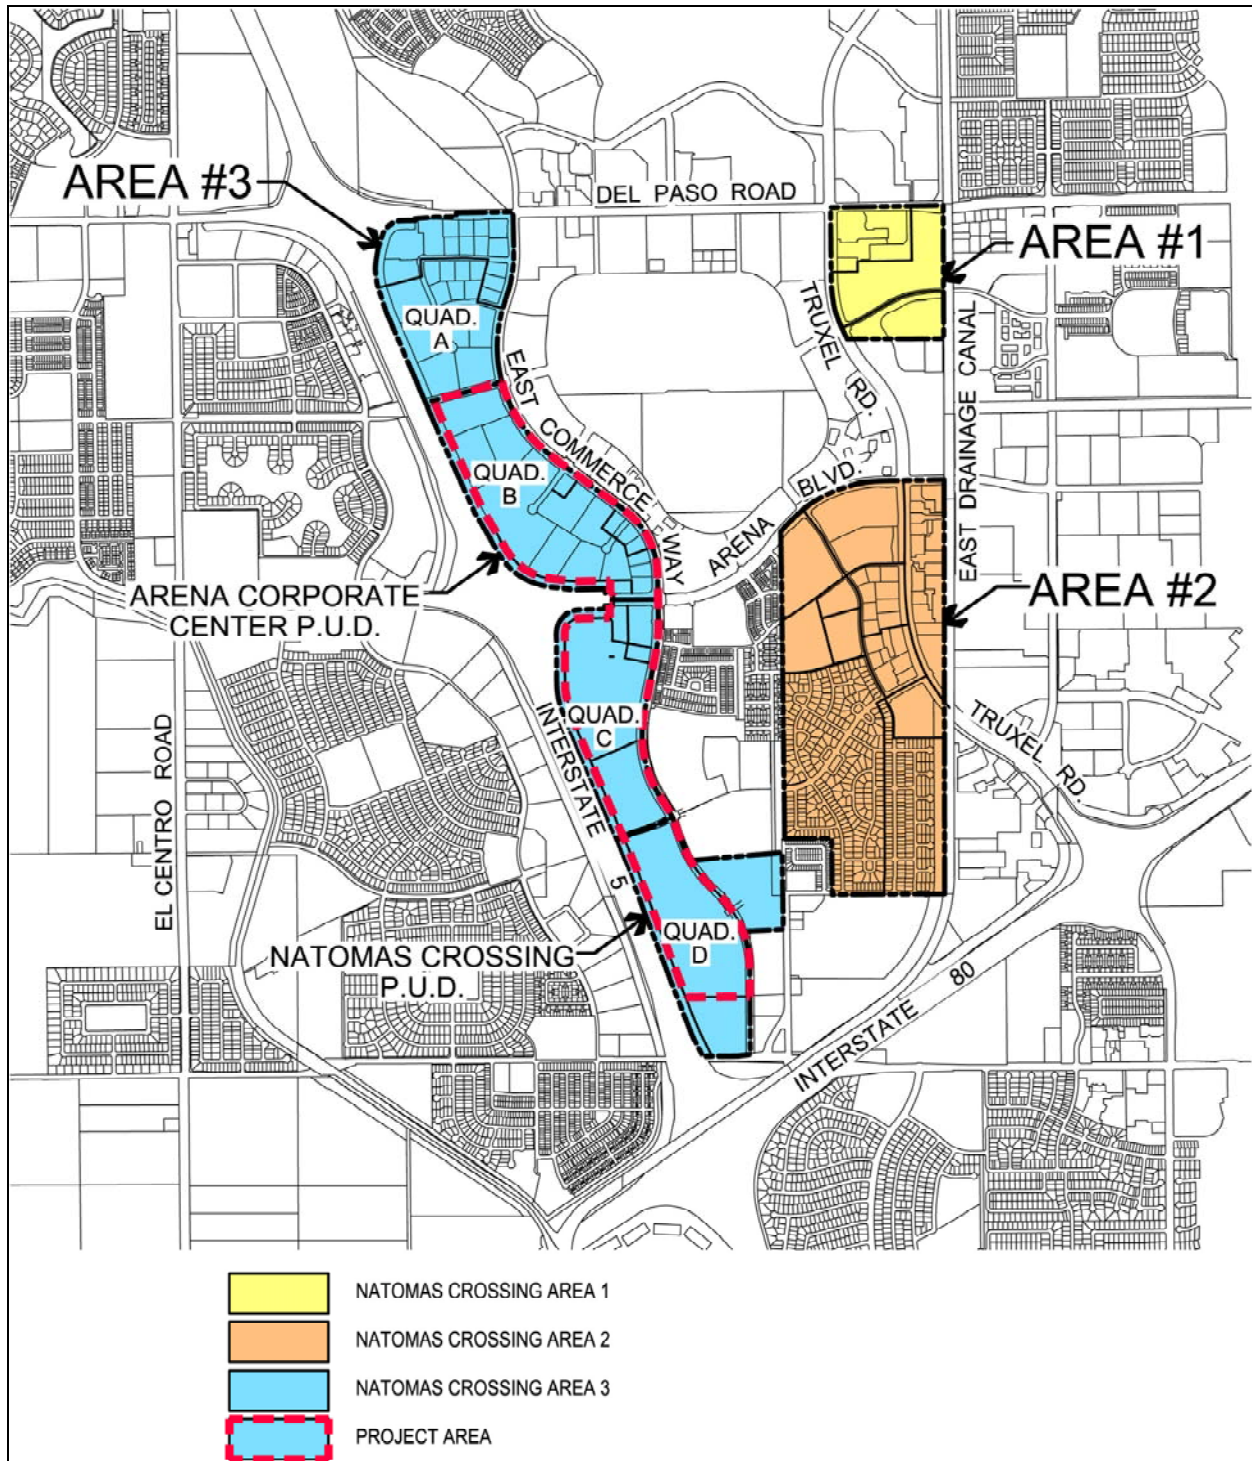 AREA #3
DEL PASO ROAD
AREA #1
QUAD.
A
TRUXEL RD.
EAST DRAINAGE CANAL
EAST COMMERCE WAY
QUAD.
B
ARENA BLVD.
ARENA CORPORATE
CENTER P.U.D.
AREA #2
QUAD.
C
INTERSTATE 5
TRUXEL RD.
EL CENTRO ROAD
QUAD.
D
NATOMAS CROSSING
P.U.D.
INTERSTATE 80
NATOMAS CROSSING AREA 1
NATOMAS CROSSING AREA 2
NATOMAS CROSSING AREA 3
PROJECT AREA